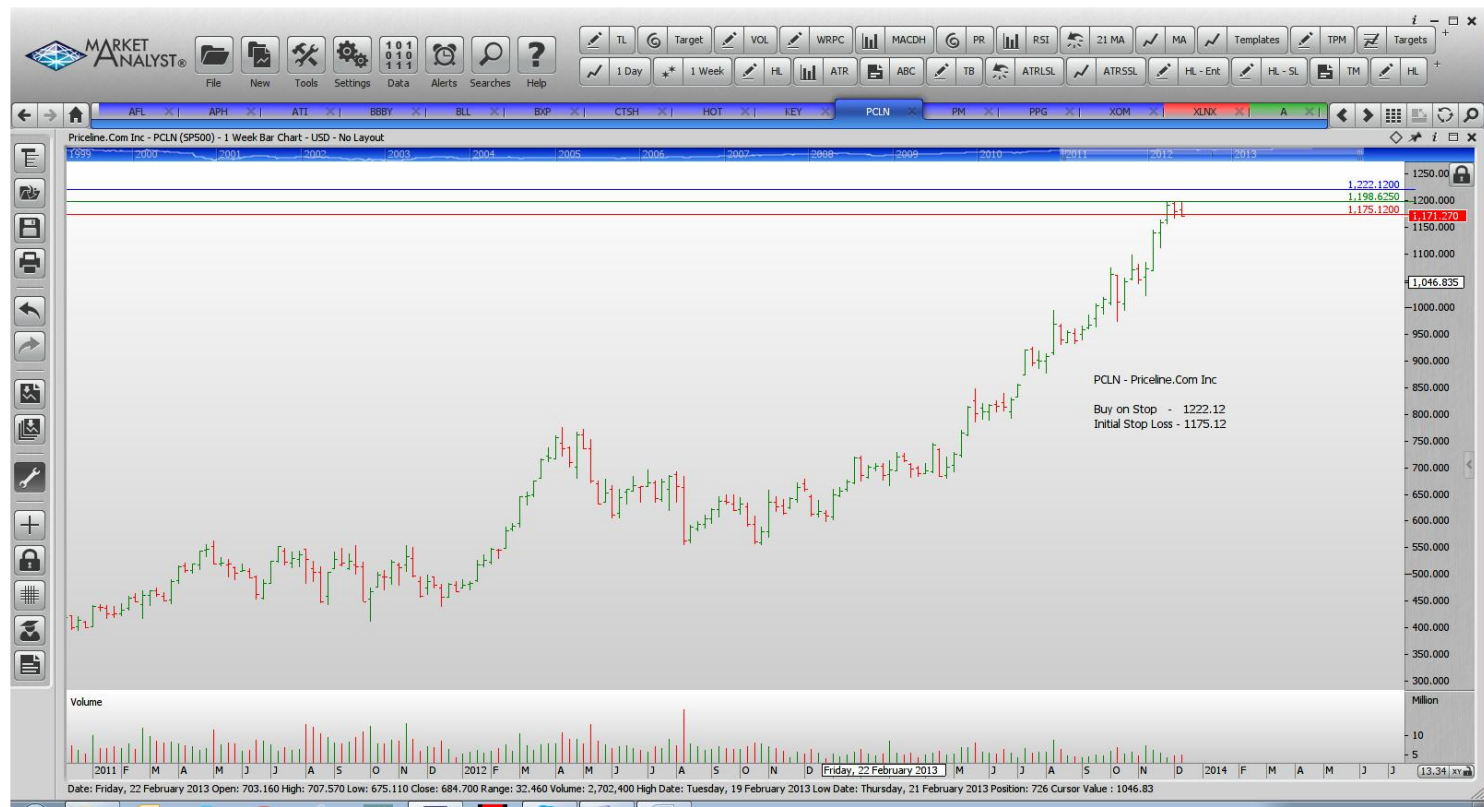 i
MARKET
ANALYST®
File New Tools Settings Data Alerts Searches Help
TL Target VOL WRPC MACDH PR RSI 21 MA MA Templates TPM Targets +
1 Day 1 Week HL ATR ABC TB ATRLSL ATRSSL HL - Ent HL - SL TM HL +
AFL APH ATI BBBY BLL BXP CTSH HOT KEY PCLN PM PPG XOM XLNX A
Priceline.Com Inc - PCLN (SP500) - 1 Week Bar Chart - USD - No Layout
1999 2000 2001 2002 2003 2004 2005 2006 2007 2008 2009 2010 2011 2012 2013
1250.00
1,222.1200
1,198.6250 1200.000
1,175.1200 1,171.270
1150.000
1100.000
1,046.835
1000.000
950.000
900.000
PCLN - Priceline.Com Inc
850.000
Buy on Stop - 1222.12
800.000
Initial Stop Loss - 1175.12
750.000
700.000
650.000
600.000
550.000
500.000
450.000
400.000
350.000
300.000
Volume Million
10
5
2011 F M A M J J A S O N D 2012 F M A M J J A S O N D Friday, 22 February 2013 M J J A S O N D 2014 F M A M J J 13.34 XY
Date: Friday, 22 February 2013 Open: 703.160 High: 707.570 Low: 675.110 Close: 684.700 Range: 32.460 Volume: 2,702,400 High Date: Tuesday, 19 February 2013 Low Date: Thursday, 21 February 2013 Position: 726 Cursor Value : 1046.83